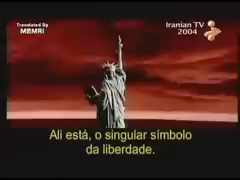 Translated By
MEMRI
Iranian TV
2004
Ali está, o singular símbolo
da liberdade.